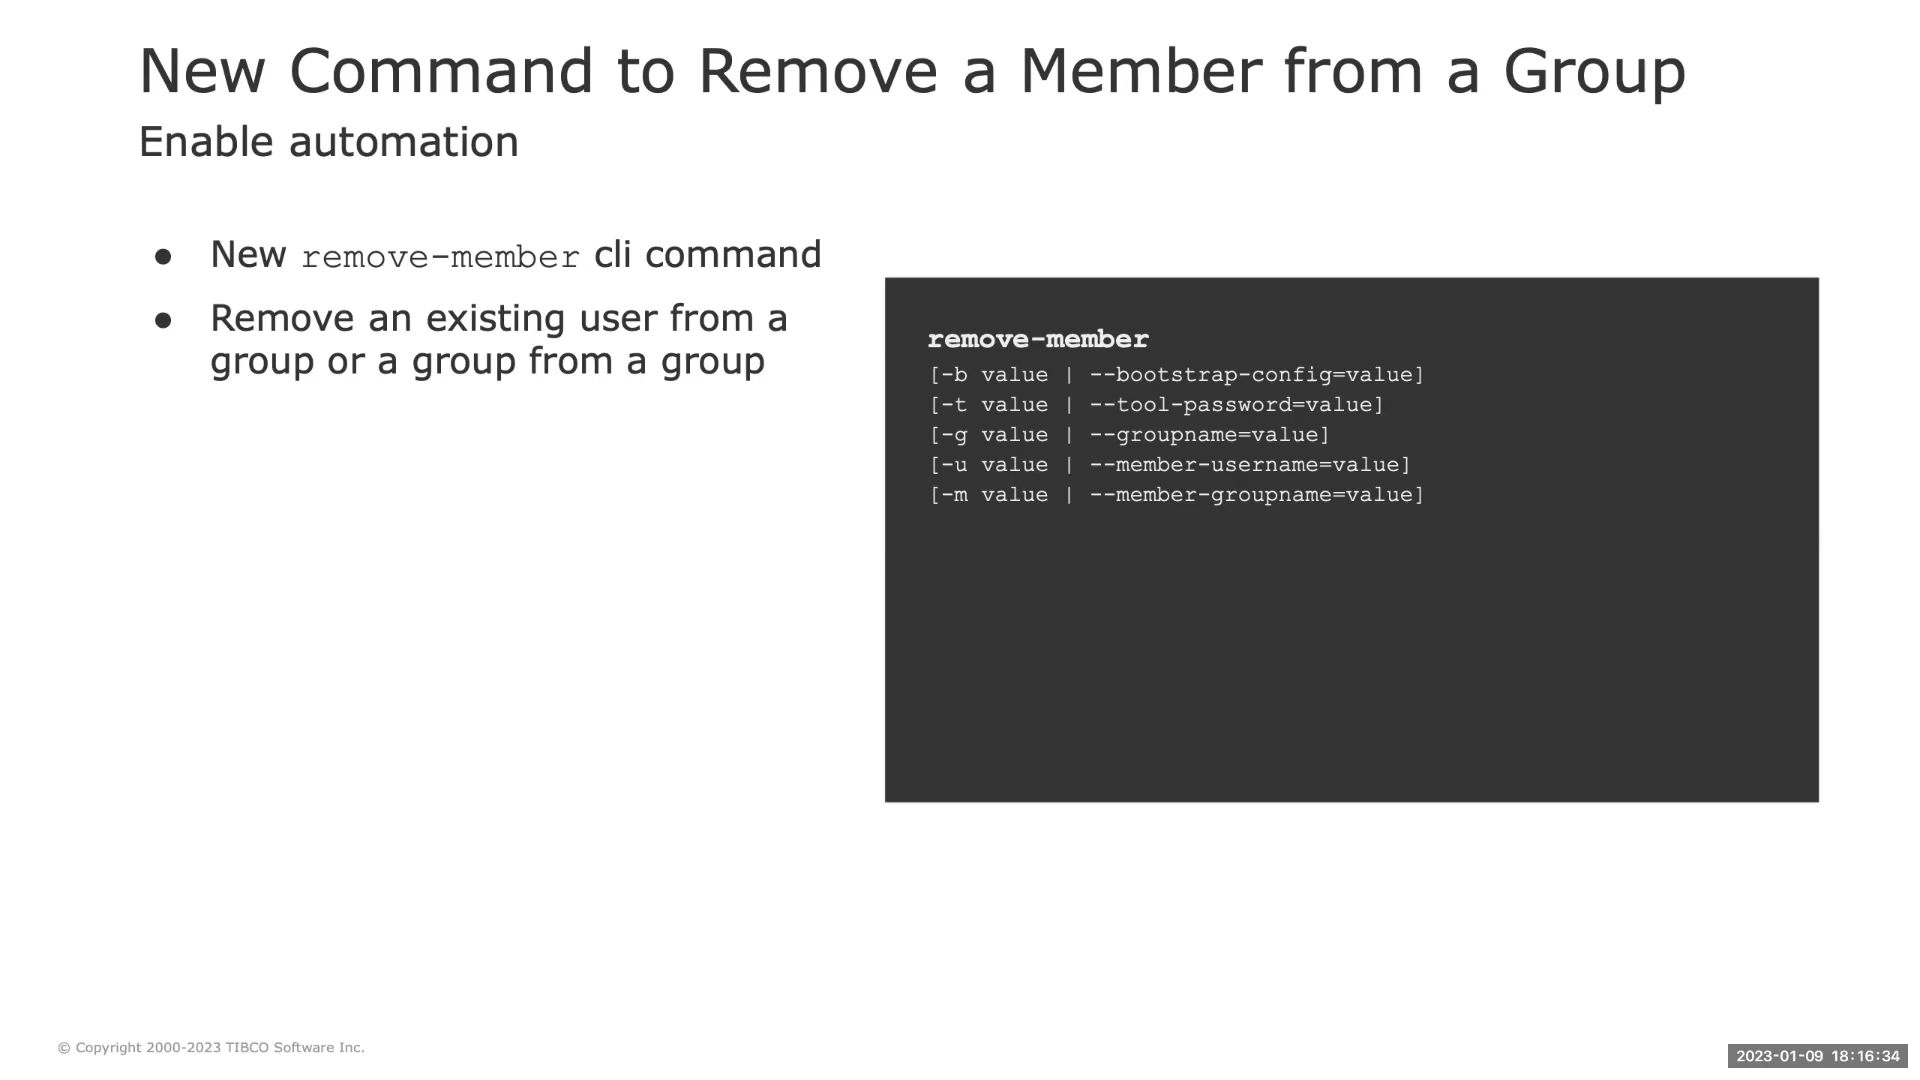 New Command to Remove a Member from a Group
Enable automation
● New remove-member cli command
● Remove an existing user from a
group or a group from a group
remove-member
[-b value | --bootstrap-config=value]
[-t value | --tool-password=value]
[-g value | --groupname=value]
[-u value | --member-username=value]
[-m value | --member-groupname=value]
© Copyright 2000-2023 TIBCO Software Inc.
2023-01-09 18:16:34